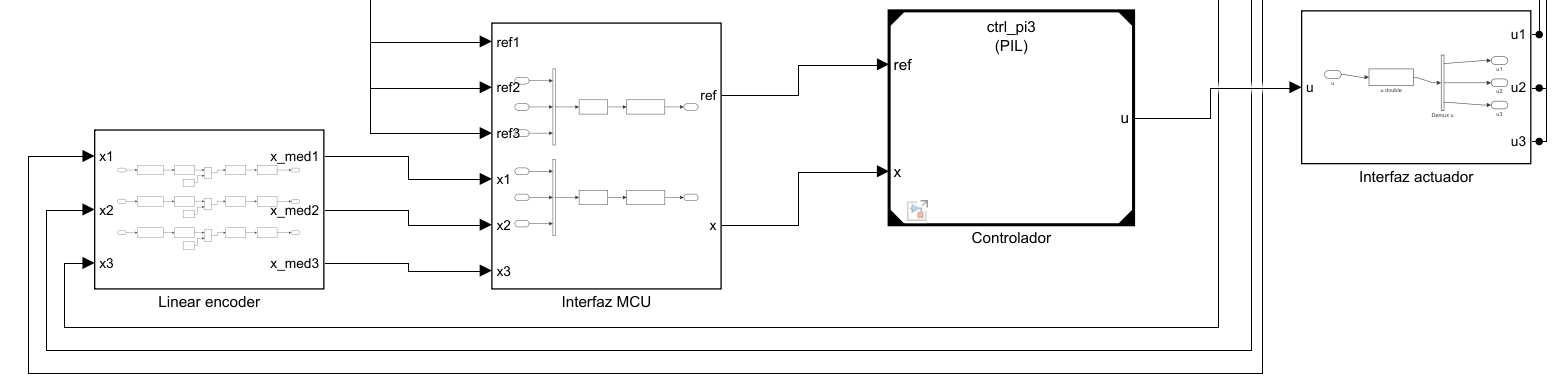 ref1
ref2
ref3
x1
x2
x3
ref
x
Interfaz MCU
x1
x2
x3
x_med1
x_med2
x_med3
Linear encoder
ctrl_pi3
(PIL)
ref
x
u
Controlador
u
u
u double
Demux u
u1
u2
u3
u1
u2
u3
Interfaz actuador